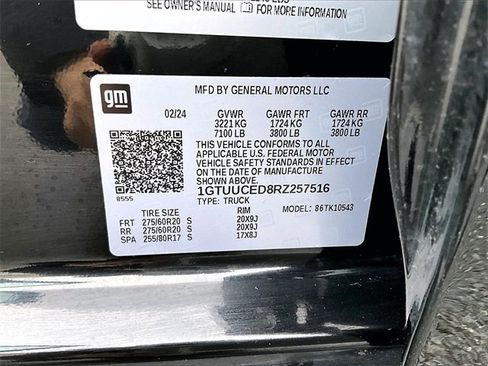 SEE OWNER'S MANUAL FOR MORE INFORMATION
gm
MFD BY GENERAL MOTORS LLC
02/24 GVWR GAWR FRT GAWR RR
3221 KG 1724 KG 1724 KG
7100 LB 3800 LB 3800 LB
THIS VEHICLE CONFORMS TO ALL
APPLICABLE U.S. FEDERAL MOTOR
VEHICLE SAFETY STANDARDS IN EFFECT ON
THE DATE OF MANUFACTURE SHOWN ABOVE.
1GTUUCED8RZ257516
8555
TYPE: TRUCK MODEL: 86TK10543
TIRE SIZE RIM
FRT 275/60R20 S 20X9J
RR 275/60R20 S 20X9J
SPA 255/80R17 S 17X8J